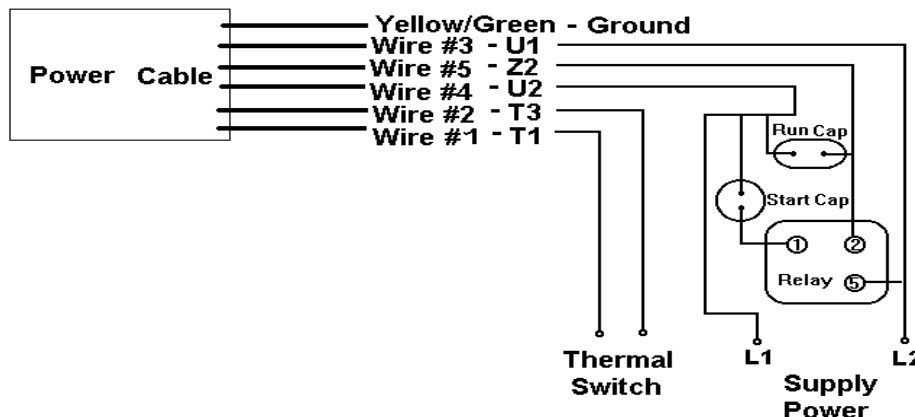 Yellow/Green - Ground
Wire #3 - U1
Power Cable
Wire #5 - Z2
Wire #4 - U2
Wire #2 - T3
Wire #1 - T1
Run Cap
Start Cap
1 2
Relay 5
Thermal
Switch
L1
L2
Supply
Power